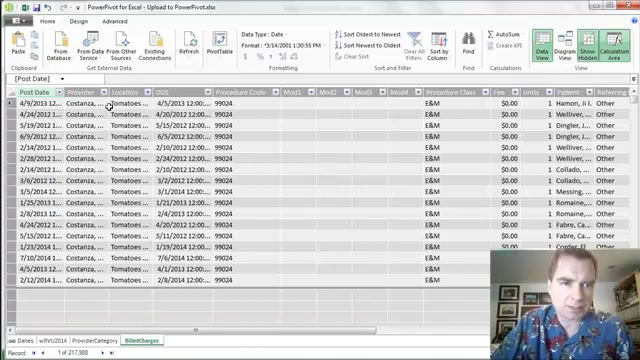 PowerPivot for Excel - Upload to PowerPivot.xlsx
Home Design Advanced
Paste
From Database From Data Service From Other Sources Existing Connections
Refresh PivotTable
Data Type :
Format : *3/14/2001 1:30:55 PM
$ % ,
Sort Oldest to Newest
Sort Newest to Oldest
Clear Sort
Clear All Filters
Sort by Column
AutoSum
Create KPI
Data View Diagram View Show Hidden Calculation Area
Clipboard Get External Data Formatting Sort and Filter Find Calculations View
[Post Date]
Post Date Provider Location DOS Procedure Code Mod1 Mod2 Mod3 Mod4 Procedure Class Fee Units Patient Referring
4/9/2013 12... Costanza, ... Tomatoes ... 4/5/2013 12:00:... 99024 E&M $0.00 1 Hamon, Ji l Other
4/24/2012 1... Costanza, ... Tomatoes ... 2/10/2012 12:00:... 99024 E&M $0.00 1 Welliver, ... Other
5/19/2012 1... Costanza, ... Tomatoes ... 5/15/2012 12:00:... 99024 E&M $0.00 1 Dingler, J... Other
6/9/2012 12... Costanza, ... Tomatoes ... 6/5/2012 12:00:... 99024 E&M $0.00 1 Dingler, J... Other
2/14/2012 1... Costanza, ... Tomatoes ... 2/10/2012 12:00:... 99024 E&M $0.00 1 Welliver, ... Other
2/28/2012 1... Costanza, ... Tomatoes ... 2/24/2012 12:00:... 99024 E&M $0.00 1 Collado, ... Other
2/14/2012 1... Costanza, ... Tomatoes ... 2/10/2012 12:00:... 99024 E&M $0.00 1 Collado, ... Other
3/6/2012 12... Costanza, ... Tomatoes ... 3/2/2012 12:00:... 99024 E&M $0.00 1 Collado, ... Other
3/5/2014 12... Costanza, ... Tomatoes ... 3/1/2014 12:00:... 99024 E&M $0.00 1 Messing, ... Other
1/25/2013 1... Costanza, ... Tomatoes ... 1/21/2013 12:00:... 99024 E&M $0.00 1 Romaine... Other
2/8/2013 12... Costanza, ... Tomatoes ... 2/4/2013 12:00:... 99024 E&M $0.00 1 Romaine... Other
4/24/2012 1... Costanza, ... Tomatoes ... 4/20/2012 12:00:... 99024 E&M 1 Fabre, Ca... Other
5/15/2012 1... Costanza, ... Tomatoes ... 5/11/2012 12:00:... 99024 E&M 1 Fabre, Ca... Other
1/23/2014 1... Costanza, ... Tomatoes ... 1/19/2014 12:00:... 99024 E&M
7/10/2014 1... Costanza, ... Tomatoes ... 7/6/2014 12:00:... 99024 E&M
4/5/2013 12... Costanza, ... Tomatoes ... 4/1/2013 12:00:... 99024 E&M
2/12/2014 1... Costanza, ... Tomatoes ... 2/8/2014 12:00:... 99024 E&M
Dates wRVU2014 ProviderCategory BilledCharges
Record: 1 of 217,988